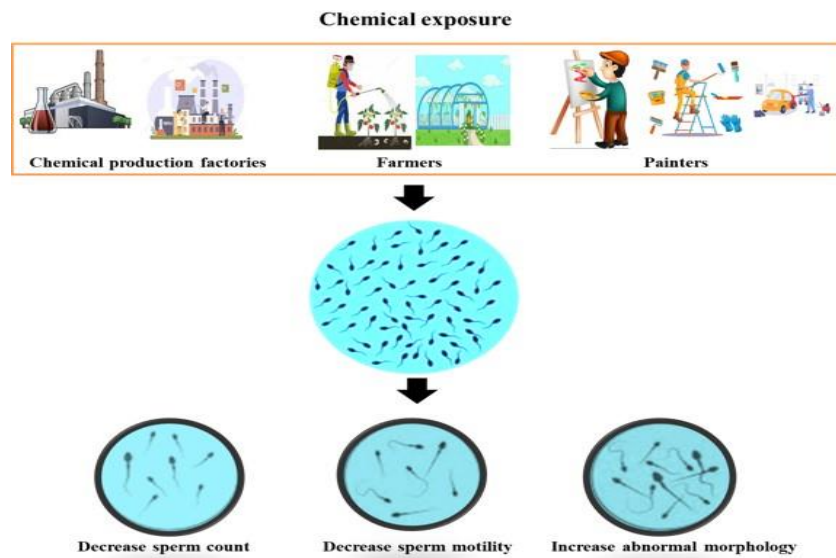 Chemical exposure
Chemical production factories
Farmers
Painters
Decrease sperm count
Decrease sperm motility
Increase abnormal morphology